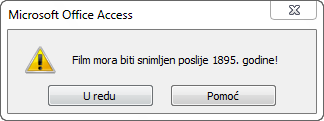 Microsoft Office Access
Film mora biti snimljen poslije 1895. godine!
U redu
Pomoć